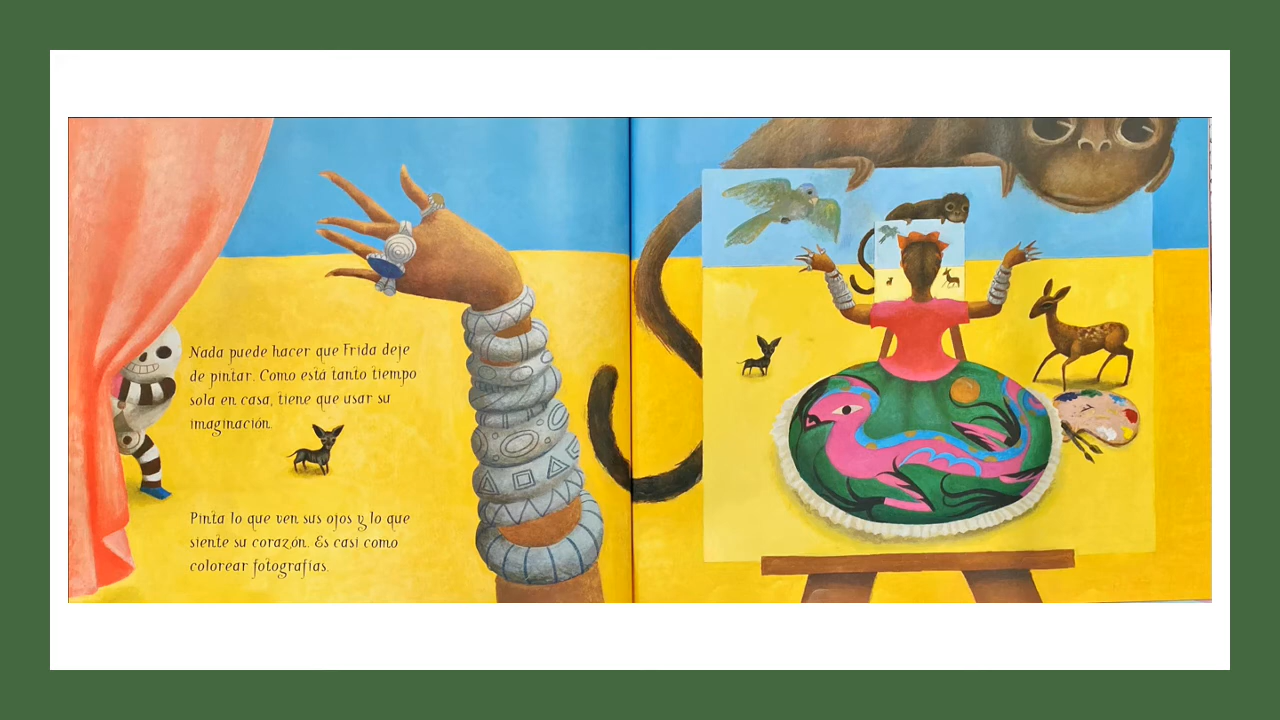 Nada puede hacer que Frida deje
de pintar. Como está tanto tiempo
sola en casa, tiene que usar su
imaginación.
Pinta lo que ven sus ojos y lo que
siente su corazón. Es casi como
colorear fotografías.